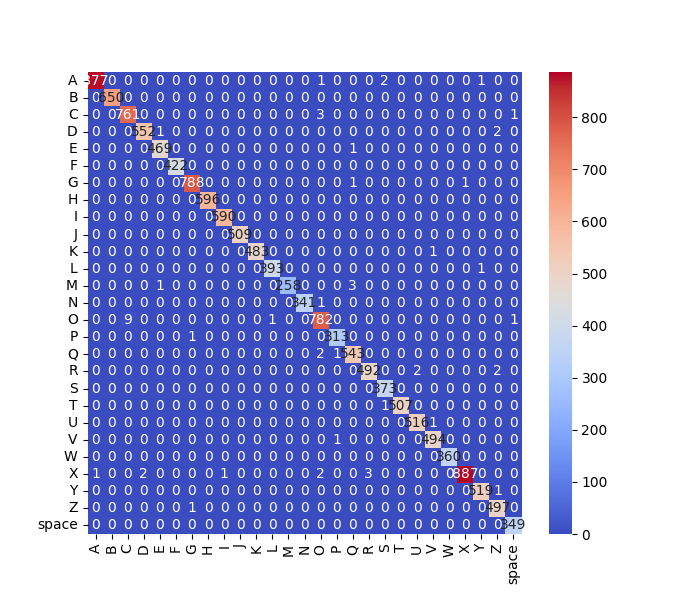 A 877 0 0 0 0 0 0 0 0 0 0 0 0 0 1 0 0 0 2 0 0 0 0 0 1 0 0
B 0 650 0 0 0 0 0 0 0 0 0 0 0 0 0 0 0 0 0 0 0 0 0 0 0 0 0
C 0 0 761 0 0 0 0 0 0 0 0 0 0 0 3 0 0 0 0 0 0 0 0 0 0 0 1
D 0 0 0 552 1 0 0 0 0 0 0 0 0 0 0 0 0 0 0 0 0 0 0 0 0 2 0
E 0 0 0 0 469 0 0 0 0 0 0 0 0 0 0 0 1 0 0 0 0 0 0 0 0 0 0
F 0 0 0 0 0 422 0 0 0 0 0 0 0 0 0 0 0 0 0 0 0 0 0 0 0 0 0
G 0 0 0 0 0 0 788 0 0 0 0 0 0 0 0 0 1 0 0 0 0 0 0 1 0 0 0
H 0 0 0 0 0 0 0 596 0 0 0 0 0 0 0 0 0 0 0 0 0 0 0 0 0 0 0
I 0 0 0 0 0 0 0 0 590 0 0 0 0 0 0 0 0 0 0 0 0 0 0 0 0 0 0
J 0 0 0 0 0 0 0 0 0 509 0 0 0 0 0 0 0 0 0 0 0 0 0 0 0 0 0
K 0 0 0 0 0 0 0 0 0 0 483 0 0 0 0 0 0 0 0 0 0 1 0 0 0 0 0
L 0 0 0 0 0 0 0 0 0 0 0 393 0 0 0 0 0 0 0 0 0 0 0 0 1 0 0
M 0 0 0 0 1 0 0 0 0 0 0 0 258 0 0 0 3 0 0 0 0 0 0 0 0 0 0
N 0 0 0 0 0 0 0 0 0 0 0 0 0 341 1 0 0 0 0 0 0 0 0 0 0 0 0
O 0 0 9 0 0 0 0 0 0 0 0 1 0 0 782 0 0 0 0 0 0 0 0 0 0 0 1
P 0 0 0 0 0 0 1 0 0 0 0 0 0 0 0 313 0 0 0 0 0 0 0 0 0 0 0
Q 0 0 0 0 0 0 0 0 0 0 0 0 0 0 2 1 543 0 0 0 0 0 0 0 0 0 0
R 0 0 0 0 0 0 0 0 0 0 0 0 0 0 0 0 0 492 0 0 2 0 0 0 0 2 0
S 0 0 0 0 0 0 0 0 0 0 0 0 0 0 0 0 0 0 373 0 0 0 0 0 0 0 0
T 0 0 0 0 0 0 0 0 0 0 0 0 0 0 0 0 0 0 1 507 0 0 0 0 0 0 0
U 0 0 0 0 0 0 0 0 0 0 0 0 0 0 0 0 0 0 0 0 516 1 0 0 0 0 0
V 0 0 0 0 0 0 0 0 0 0 0 0 0 0 0 1 0 0 0 0 0 494 0 0 0 0 0
W 0 0 0 0 0 0 0 0 0 0 0 0 0 0 0 0 0 0 0 0 0 0 360 0 0 0 0
X 1 0 0 2 0 0 0 0 1 0 0 0 0 0 2 0 0 3 0 0 0 0 0 887 0 0 0
Y 0 0 0 0 0 0 0 0 0 0 0 0 0 0 0 0 0 0 0 0 0 0 0 0 519 1 0
Z 0 0 0 0 0 0 1 0 0 0 0 0 0 0 0 0 0 0 0 0 0 0 0 0 0 497 0
space 0 0 0 0 0 0 0 0 0 0 0 0 0 0 0 0 0 0 0 0 0 0 0 0 0 0 349
A B C D E F G H I J K L M N O P Q R S T U V W X Y Z space
800
700
600
500
400
300
200
100
0